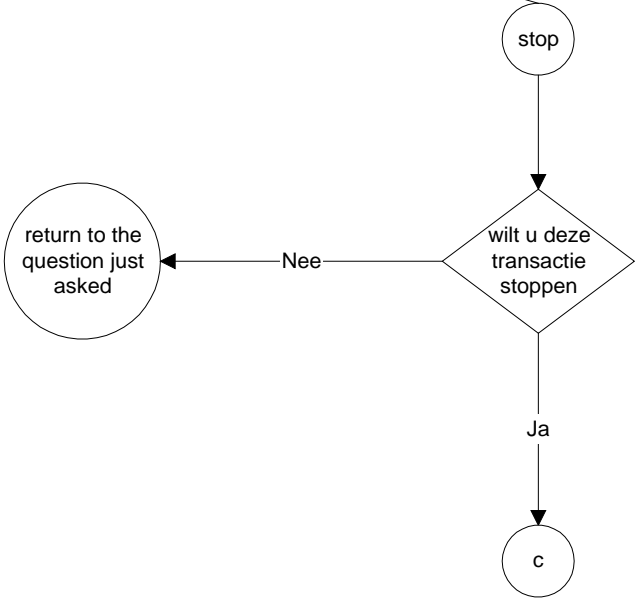 stop
return to the
question just
asked
Nee
wilt u deze
transactie
stoppen
Ja
c